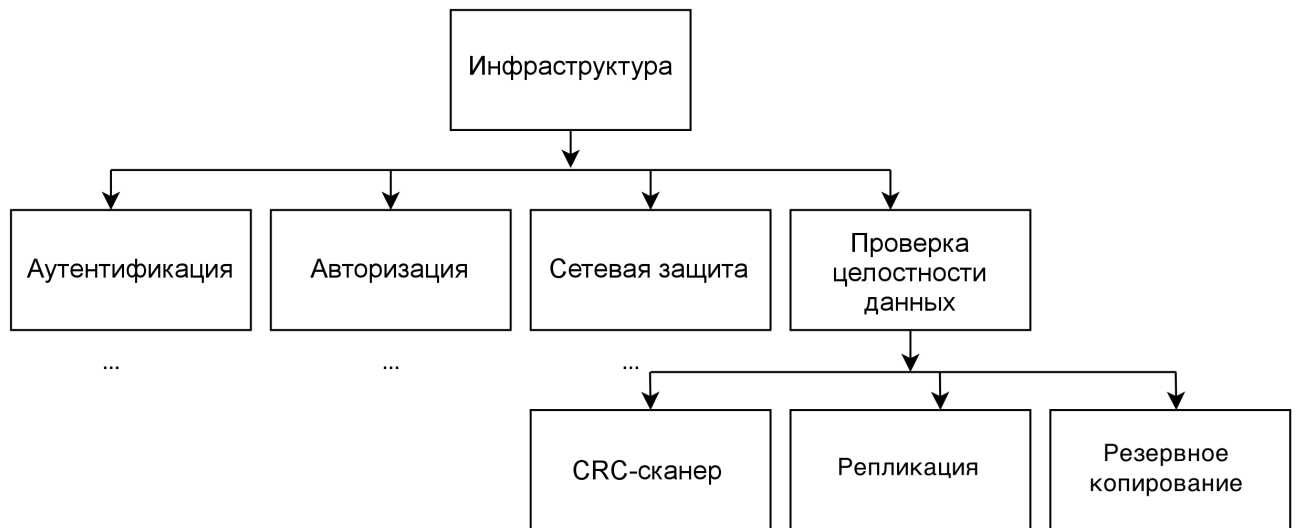 Инфраструктура
Аутентификация
Авторизация
Сетевая защита
Проверка
целостности
данных
...
...
...
CRC-сканер
Репликация
Резервное
копирование